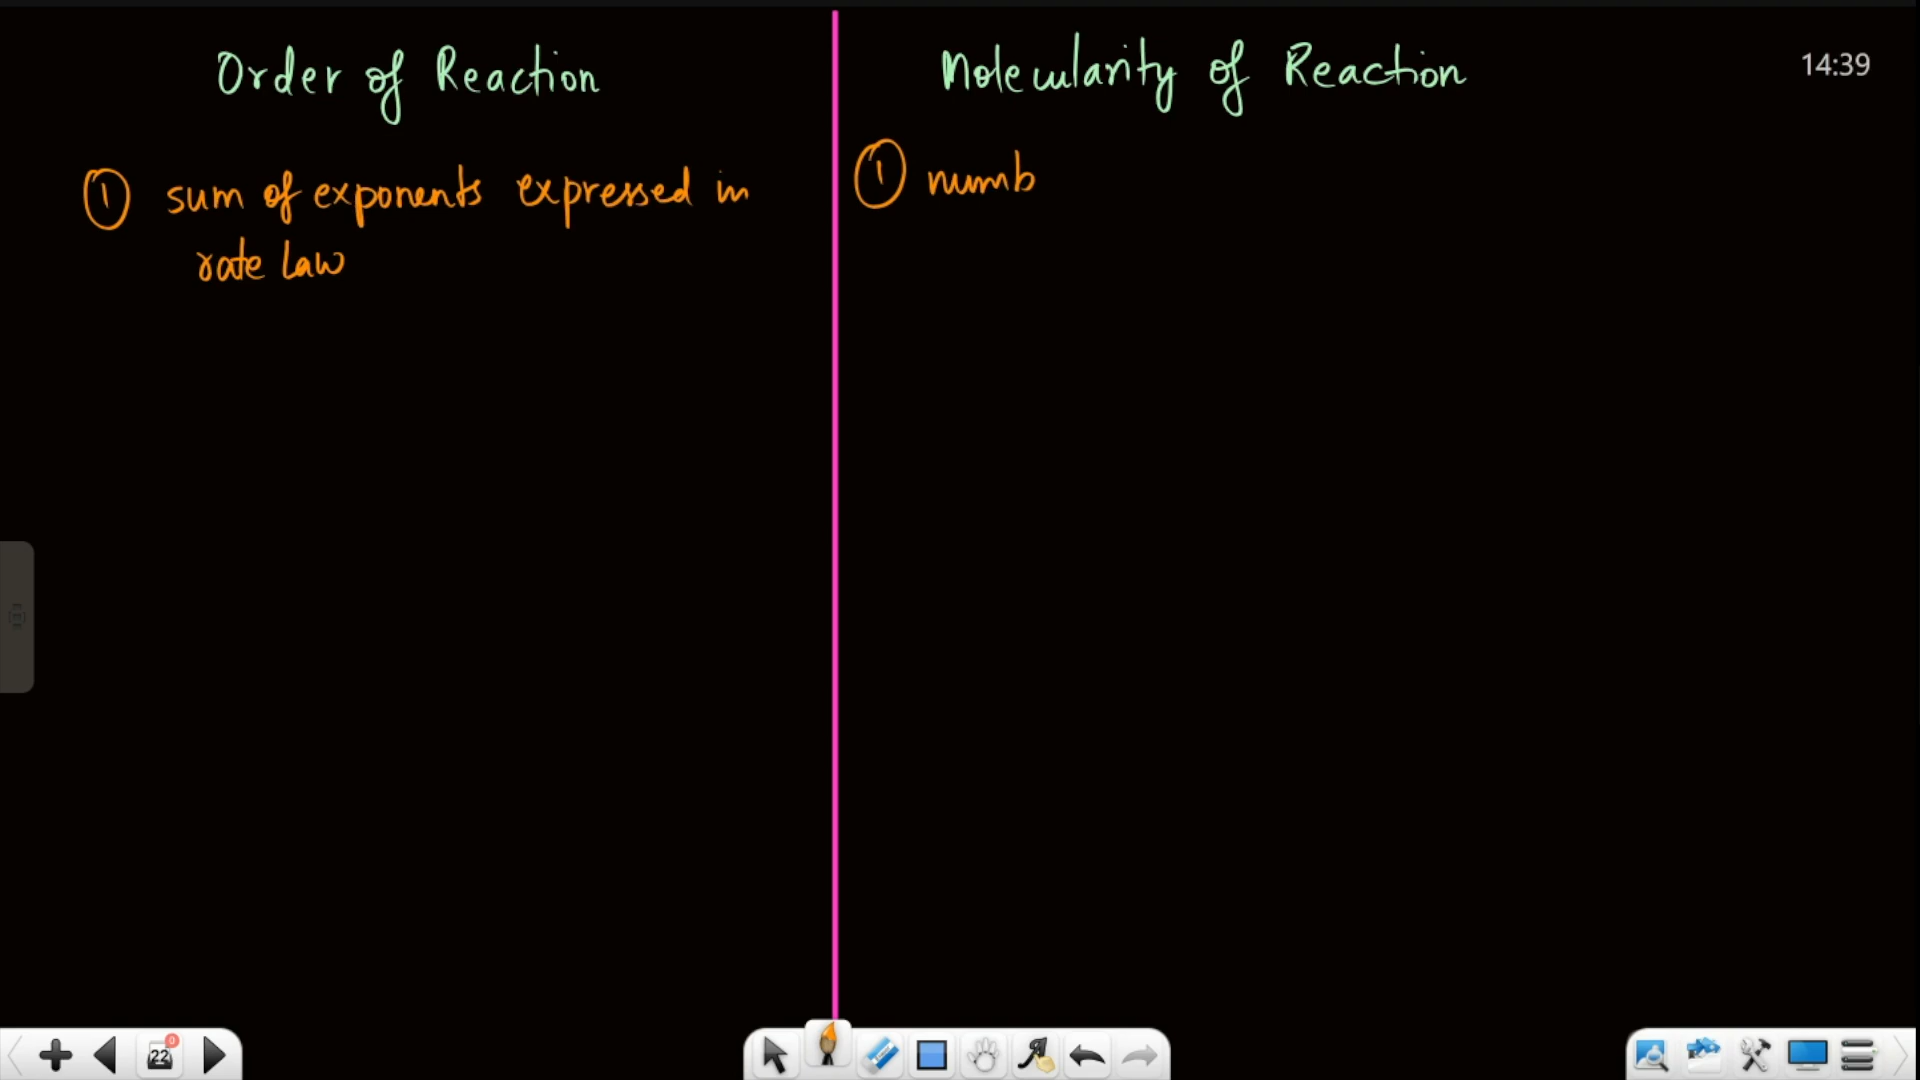 Order of Reaction
① sum of exponents expressed in
rate law
Molecularity of Reaction
① numb
14:39
22
0